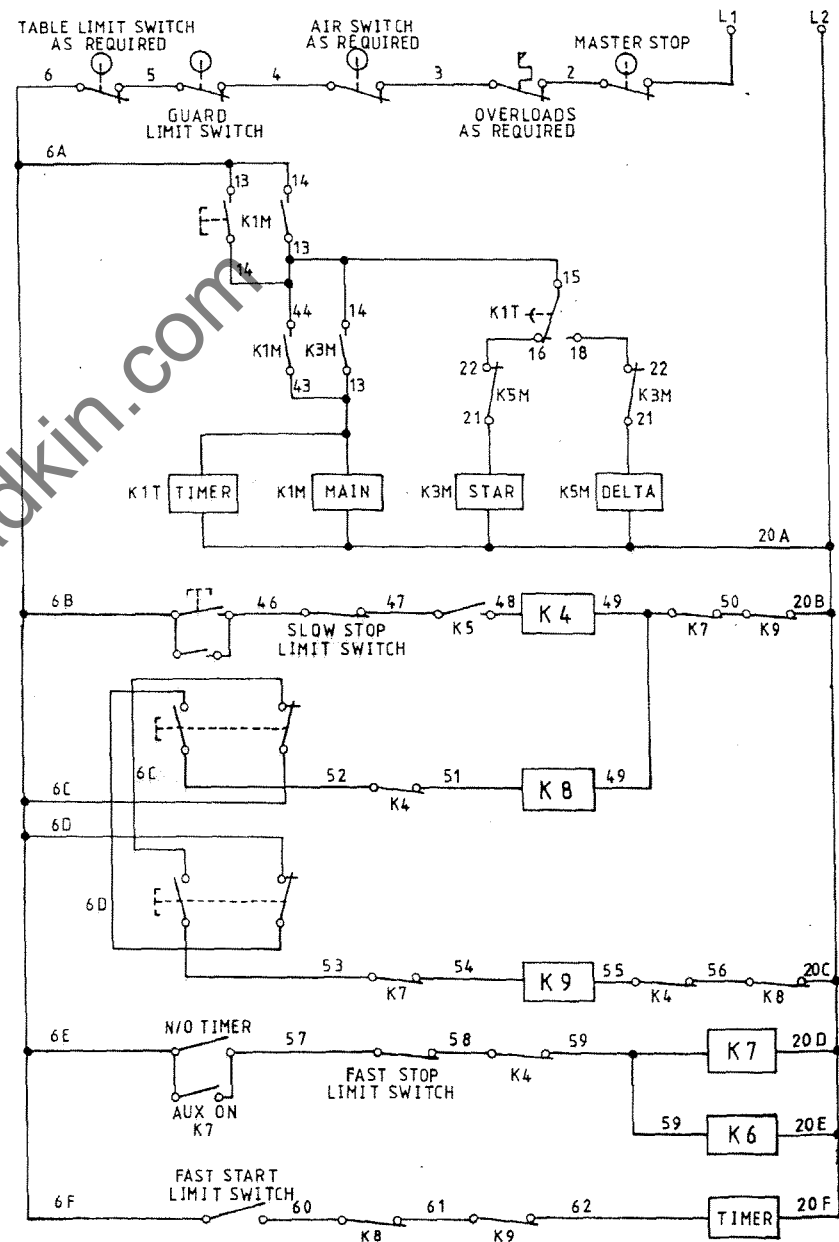 TABLE LIMIT SWITCH
AS REQUIRED
AIR SWITCH
AS REQUIRED
MASTER STOP
L1
L2
6
5
4
3
2
GUARD
LIMIT SWITCH
OVERLOADS
AS REQUIRED
6A
13
14
K1M
14
13
15
44
14
K1T
K1M
K3M
16
18
43
13
22
22
K5M
K3M
21
21
K1T
TIMER
K1M
MAIN
K3M
STAR
K5M
DELTA
20A
6B
46
47
48
K4
49
50
20B
SLOW STOP
LIMIT SWITCH
K5
K7
K9
6C
6C
52
51
K8
49
K4
6D
6D
53
54
K9
55
56
20C
K7
K4
K8
N/O TIMER
6E
57
58
59
K7
20D
FAST STOP
LIMIT SWITCH
K4
AUX ON
K7
59
K6
20E
FAST START
LIMIT SWITCH
6F
60
61
62
TIMER
20F
K8
K9
dkin.com